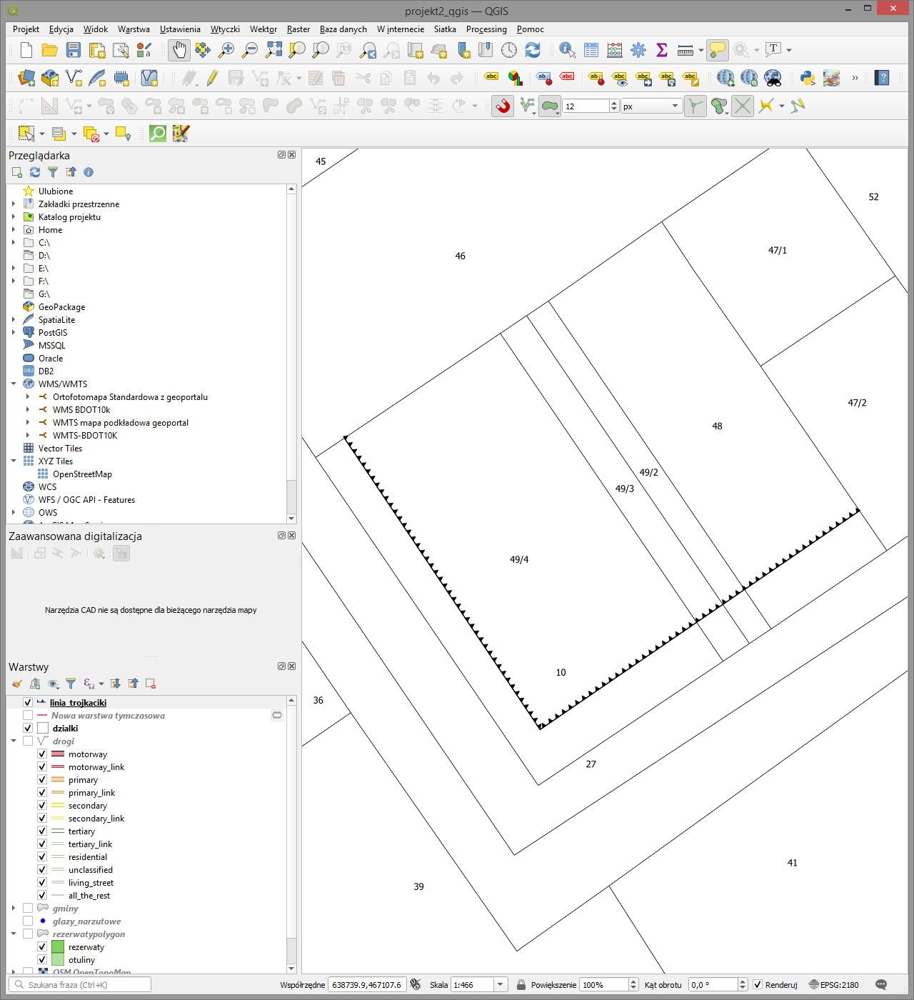 projekt2_qgis — QGIS
Projekt Edycja Widok Warstwa Ustawienia Wtyczki Wektor Raster Baza danych W internecie Siatka Processing Pomoc
12 px
Przeglądarka
Ulubione
Zakładki przestrzenne
Katalog projektu
Home
C:\
D:\
E:\
F:\
G:\
GeoPackage
SpatiaLite
PostGIS
MSSQL
Oracle
DB2
WMS/WMTS
Ortofotomapa Standardowa z geoportalu
WMS BDOT10k
WMTS mapa podkładowa geoportal
WMTS-BDOT10K
Vector Tiles
XYZ Tiles
OpenStreetMap
WCS
WFS / OGC API - Features
OWS
Zaawansowana digitalizacja
Narzędzia CAD nie są dostępne dla bieżącego narzędzia mapy
Warstwy
linia_trojkaciki
Nowa warstwa tymczasowa
dzialki
drogi
motorway
motorway_link
primary
primary_link
secondary
secondary_link
tertiary
tertiary_link
residential
unclassified
living_street
all_the_rest
gminy
glazy_narzutowe
rezerwatypolygon
rezerwaty
otuliny
OSM OpenTopoMap
45
52
47/1
46
47/2
48
49/2
49/3
49/4
10
36
27
41
39
Szukana fraza (Ctrl+K)
Współrzędne 638739.9,467107.6 Skala 1:466 Powiększenie 100% Kąt obrotu 0,0 ° Renderuj EPSG:2180